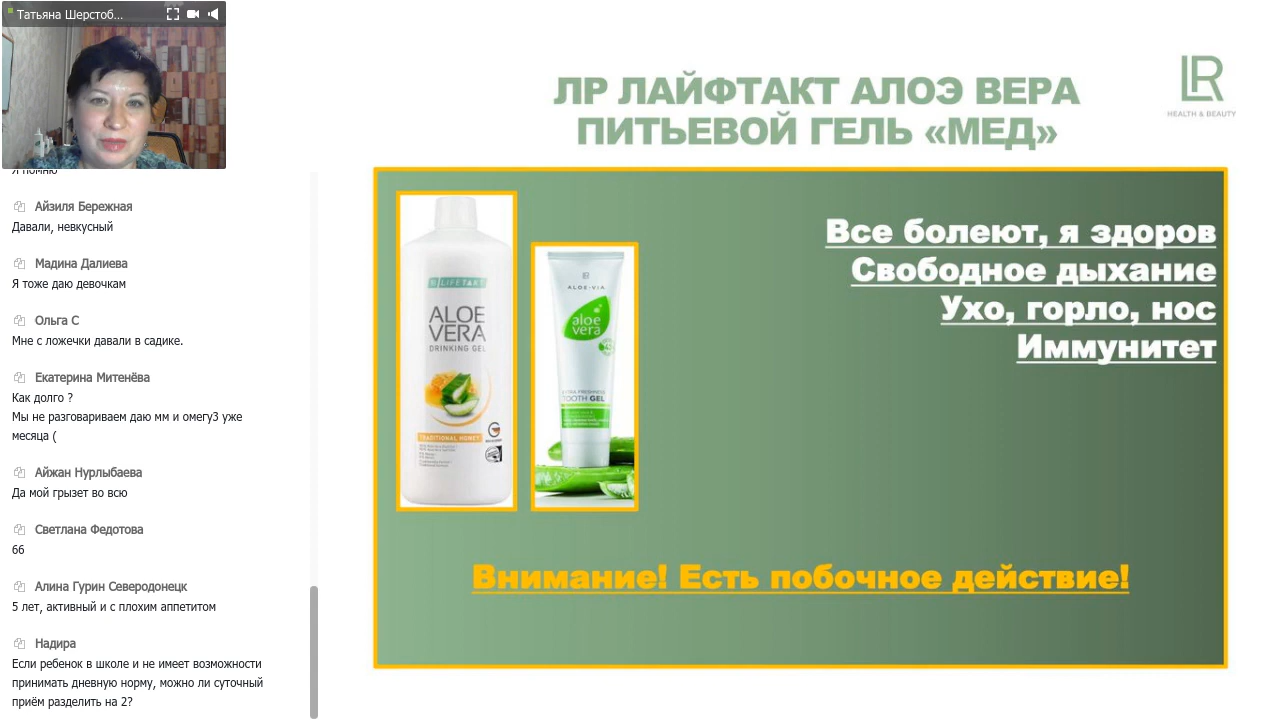 Татьяна Шерстоб...
Я помню
Айзиля Бережная
Давали, невкусный
Мадина Далиева
Я тоже даю девочкам
Ольга С
Мне с ложечки давали в садике.
Екатерина Митенёва
Как долго ?
Мы не разговариваем даю мм и омегу3 уже
месяца (
Айжан Нурлыбаева
Да мой грызет во всю
Светлана Федотова
66
Алина Гурин Северодонецк
5 лет, активный и с плохим аппетитом
Надира
Если ребенок в школе и не имеет возможности
принимать дневную норму, можно ли суточный
приём разделить на 2?
ЛР ЛАЙФТАКТ АЛОЭ ВЕРА
ПИТЬЕВОЙ ГЕЛЬ «МЕД»
LR
HEALTH & BEAUTY
LIFETAKT
ALOE
VERA
DRINKING GEL
TRADITIONAL HONEY
LR
ALOE·VIA
aloe
vera
EXTRA FRESHNESS
TOOTH GEL
Все болеют, я здоров
Свободное дыхание
Ухо, горло, нос
Иммунитет
Внимание! Есть побочное действие!